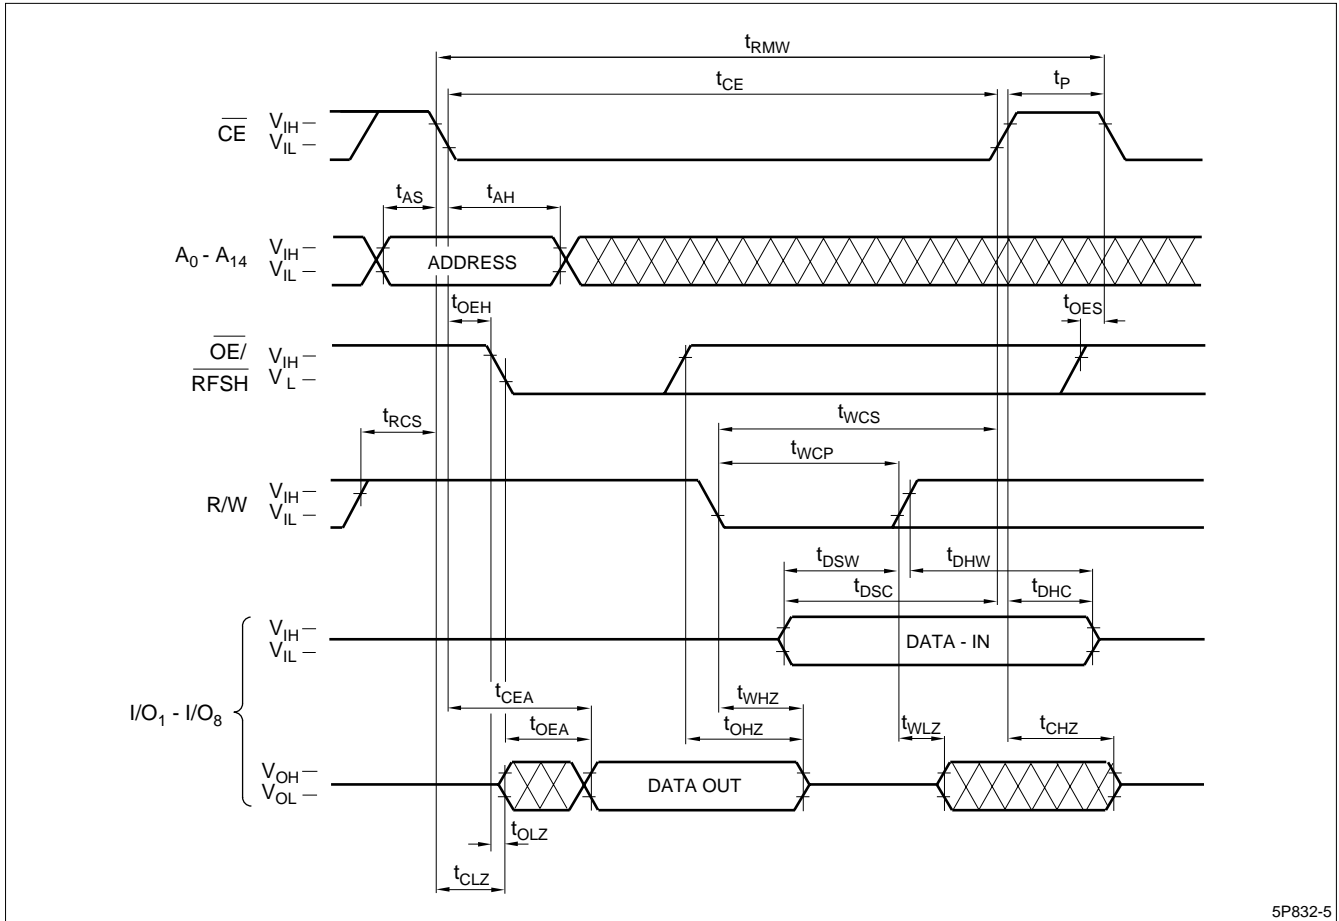 tRMW
tCE
tP
CE
VIH
VIL
tAS
tAH
A0 - A14
VIH
VIL
ADDRESS
tOEH
tOES
OE/
RFSH
VIH
VL
tRCS
tWCS
tWCP
R/W
VIH
VIL
tDSW
tDHW
tDSC
tDHC
VIH
VIL
DATA - IN
I/O1 - I/O8
tCEA
tWHZ
tOEA
tOHZ
tWLZ
tCHZ
VOH
VOL
DATA OUT
tOLZ
tCLZ
5P832-5